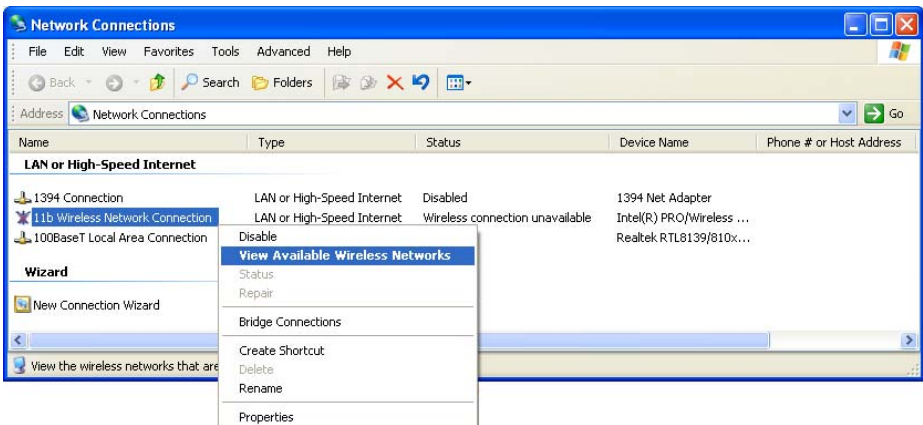 Network Connections
File Edit View Favorites Tools Advanced Help
Back Search Folders
Address Network Connections Go
Name Type Status Device Name Phone # or Host Address
LAN or High-Speed Internet
1394 Connection LAN or High-Speed Internet Disabled 1394 Net Adapter
11b Wireless Network Connection LAN or High-Speed Internet Wireless connection unavailable Intel(R) PRO/Wireless ...
100BaseT Local Area Connection Realtek RTL8139/810x...
Disable
View Available Wireless Networks
Status
Repair
Bridge Connections
Create Shortcut
Delete
Rename
Properties
Wizard
New Connection Wizard
View the wireless networks that are